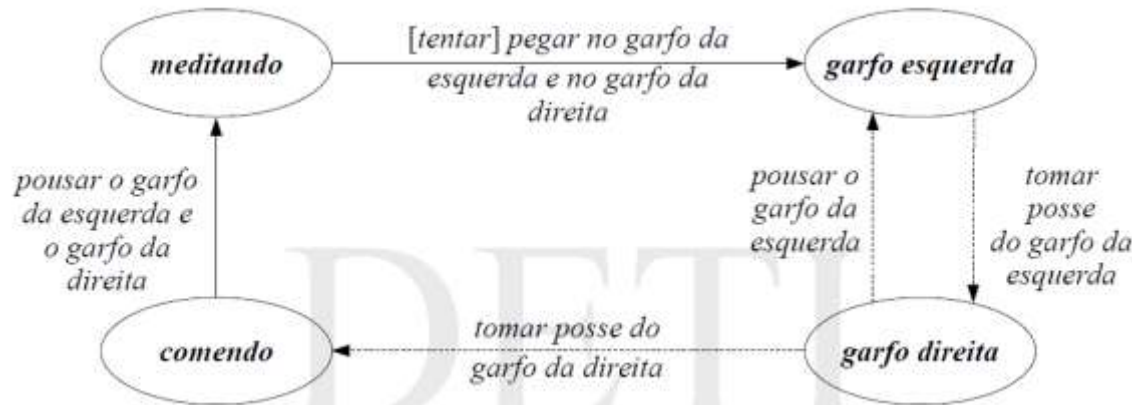 meditando
[tentar] pegar no garfo da
esquerda e no garfo da
direita
garfo esquerda
pousar o garfo
da esquerda e
o garfo da
direita
pousar o
garfo da
esquerda
tomar
posse
do garfo da
esquerda
comendo
tomar posse do
garfo da direita
garfo direita
DETI